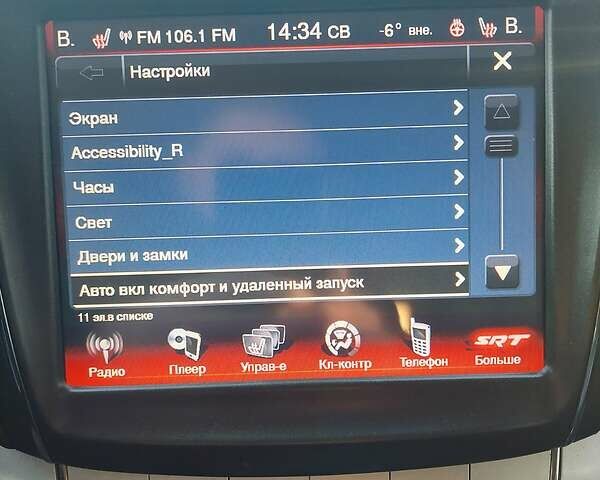 В. FM 106.1 FM 14:34 СВ -6° вне. В.
Настройки
Экран
Accessibility_R
Часы
Свет
Двери и замки
Авто вкл комфорт и удаленный запуск
11 эл.в списке
SRT
Радио Плеер Управ-е Кл-контр Телефон Больше